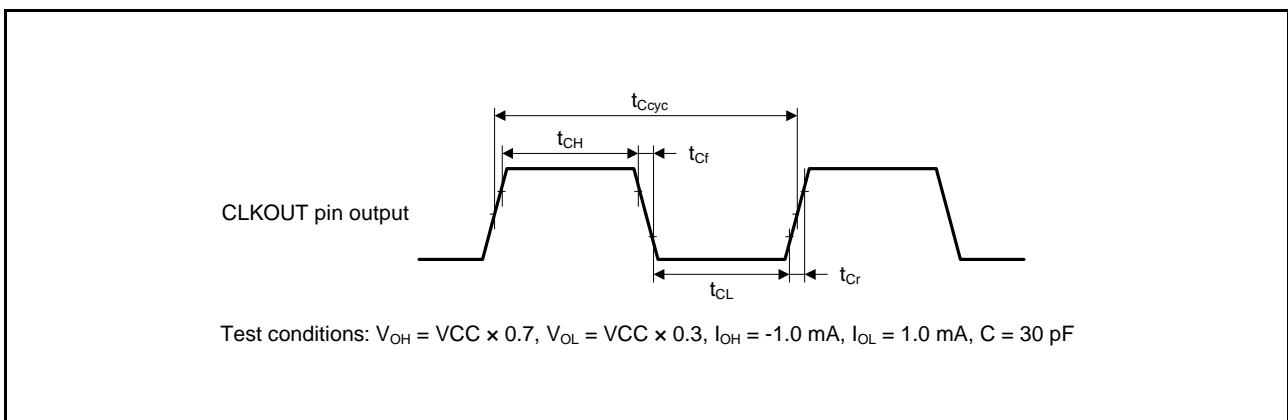 tCcyc
tCH
tCf
CLKOUT pin output
tCr
tCL
Test conditions: VOH = VCC × 0.7, VOL = VCC × 0.3, IOH = -1.0 mA, IOL = 1.0 mA, C = 30 pF